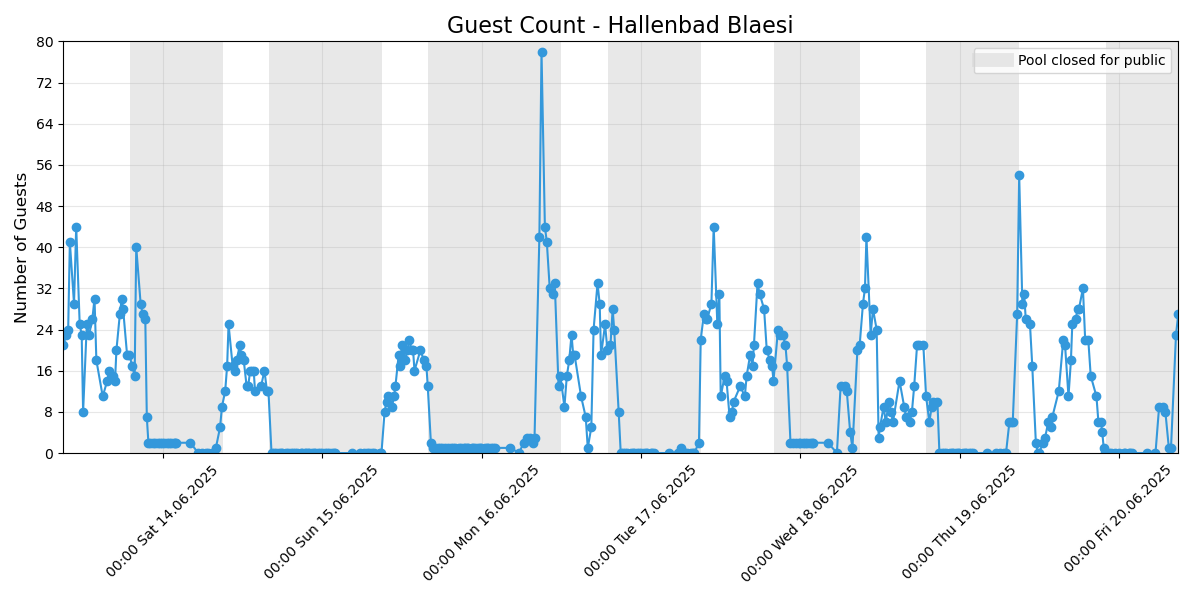 Guest Count - Hallenbad Blaesi
Pool closed for public
Number of Guests
80
72
64
56
48
40
32
24
16
8
0
00:00 Sat 14.06.2025
00:00 Sun 15.06.2025
00:00 Mon 16.06.2025
00:00 Tue 17.06.2025
00:00 Wed 18.06.2025
00:00 Thu 19.06.2025
00:00 Fri 20.06.2025